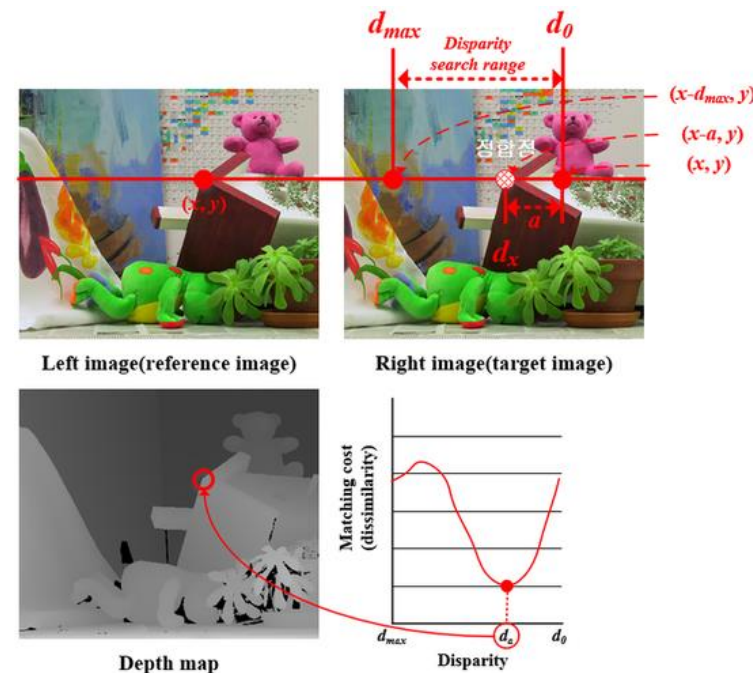 d_max
d_0
Disparity
search range
(x-d_max, y)
(x-a, y)
정합점
(x, y)
(x, y)
a
d_x
Left image(reference image)
Right image(target image)
Matching cost
(dissimilarity)
d_max
d_a
d_0
Depth map
Disparity